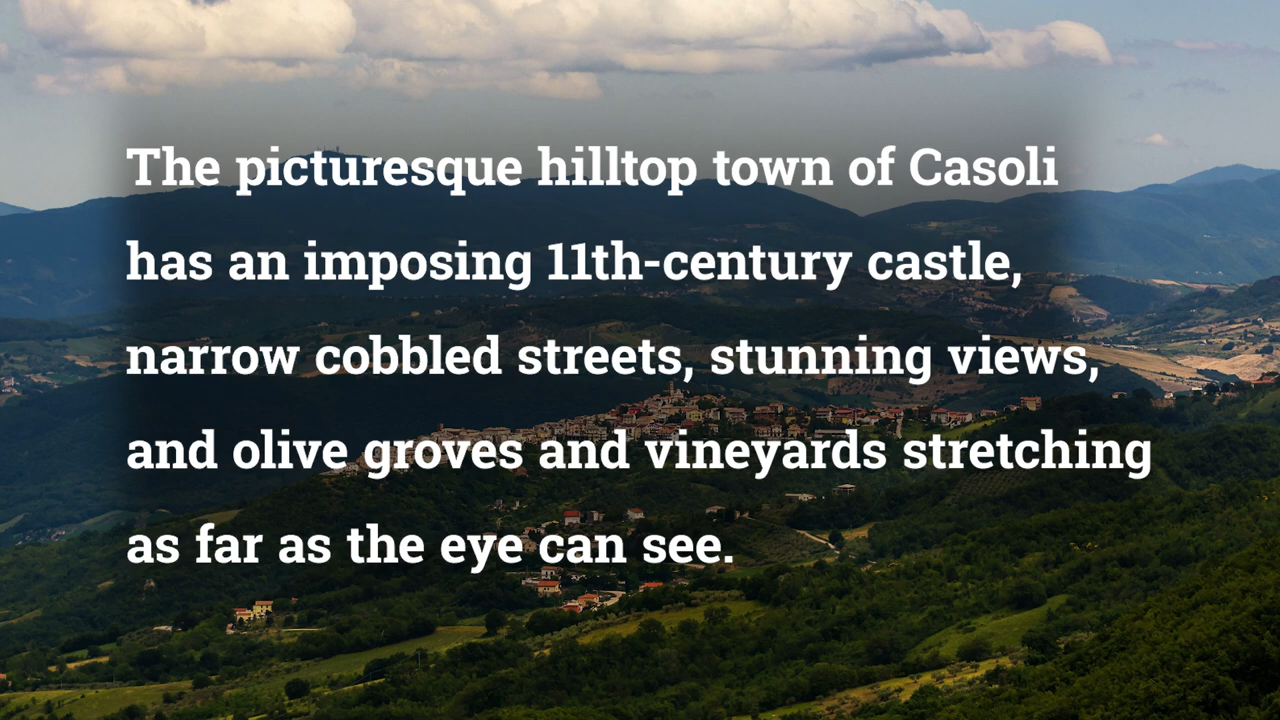 The picturesque hilltop town of Casoli
has an imposing 11th-century castle,
narrow cobbled streets, stunning views,
and olive groves and vineyards stretching
as far as the eye can see.